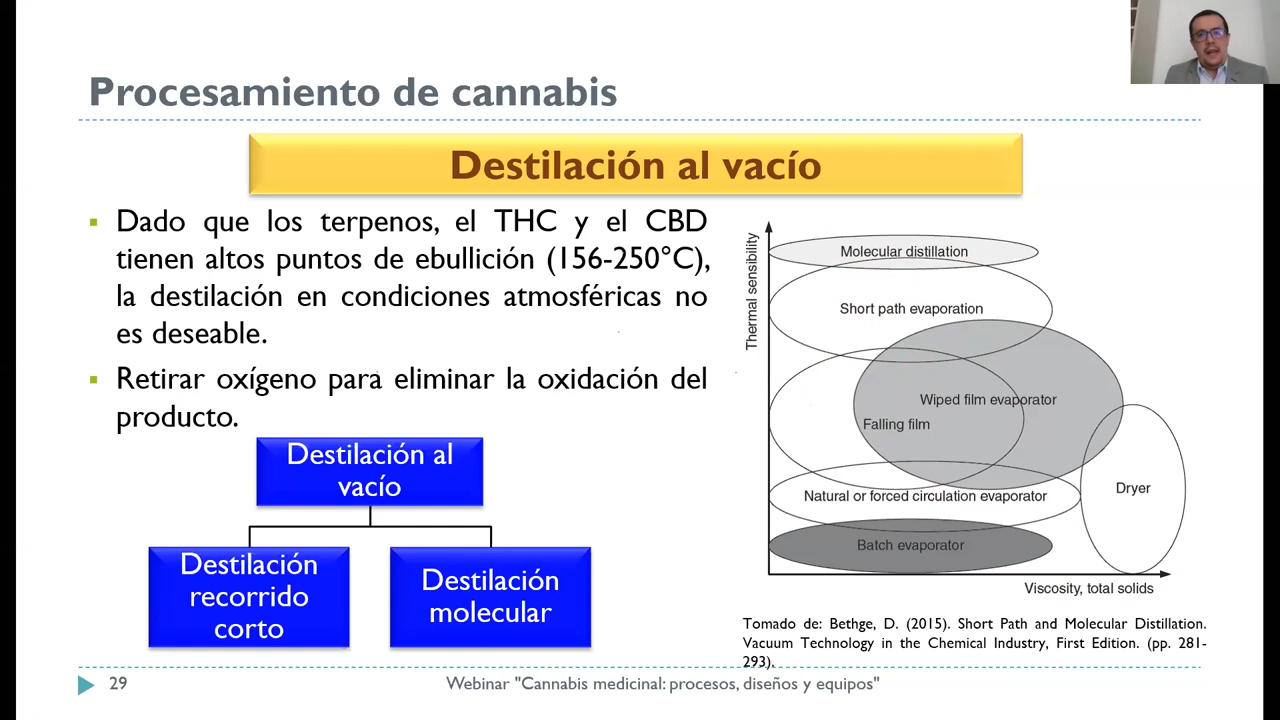 Procesamiento de cannabis
Destilación al vacío
Dado que los terpenos, el THC y el CBD
tienen altos puntos de ebullición (156-250°C),
la destilación en condiciones atmosféricas no
es deseable.
Retirar oxígeno para eliminar la oxidación del
producto.
Destilación al
vacío
Destilación
recorrido
corto
Destilación
molecular
Thermal sensibility
Molecular distillation
Short path evaporation
Wiped film evaporator
Falling film
Natural or forced circulation evaporator
Dryer
Batch evaporator
Viscosity, total solids
Tomado de: Bethge, D. (2015). Short Path and Molecular Distillation.
Vacuum Technology in the Chemical Industry, First Edition. (pp. 281-
293).
29
Webinar "Cannabis medicinal: procesos, diseños y equipos"